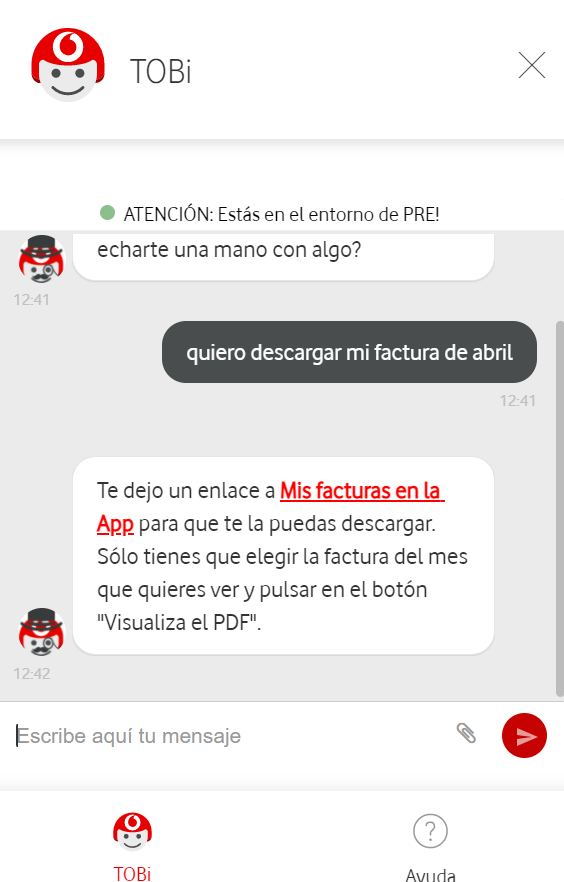 TOBi
ATENCIÓN: Estás en el entorno de PRE!
echarte una mano con algo?
12:41
quiero descargar mi factura de abril
12:41
Te dejo un enlace a Mis facturas en la
App para que te la puedas descargar.
Sólo tienes que elegir la factura del mes
que quieres ver y pulsar en el botón
"Visualiza el PDF".
12:42
Escribe aquí tu mensaje
TOBi
Ayuda